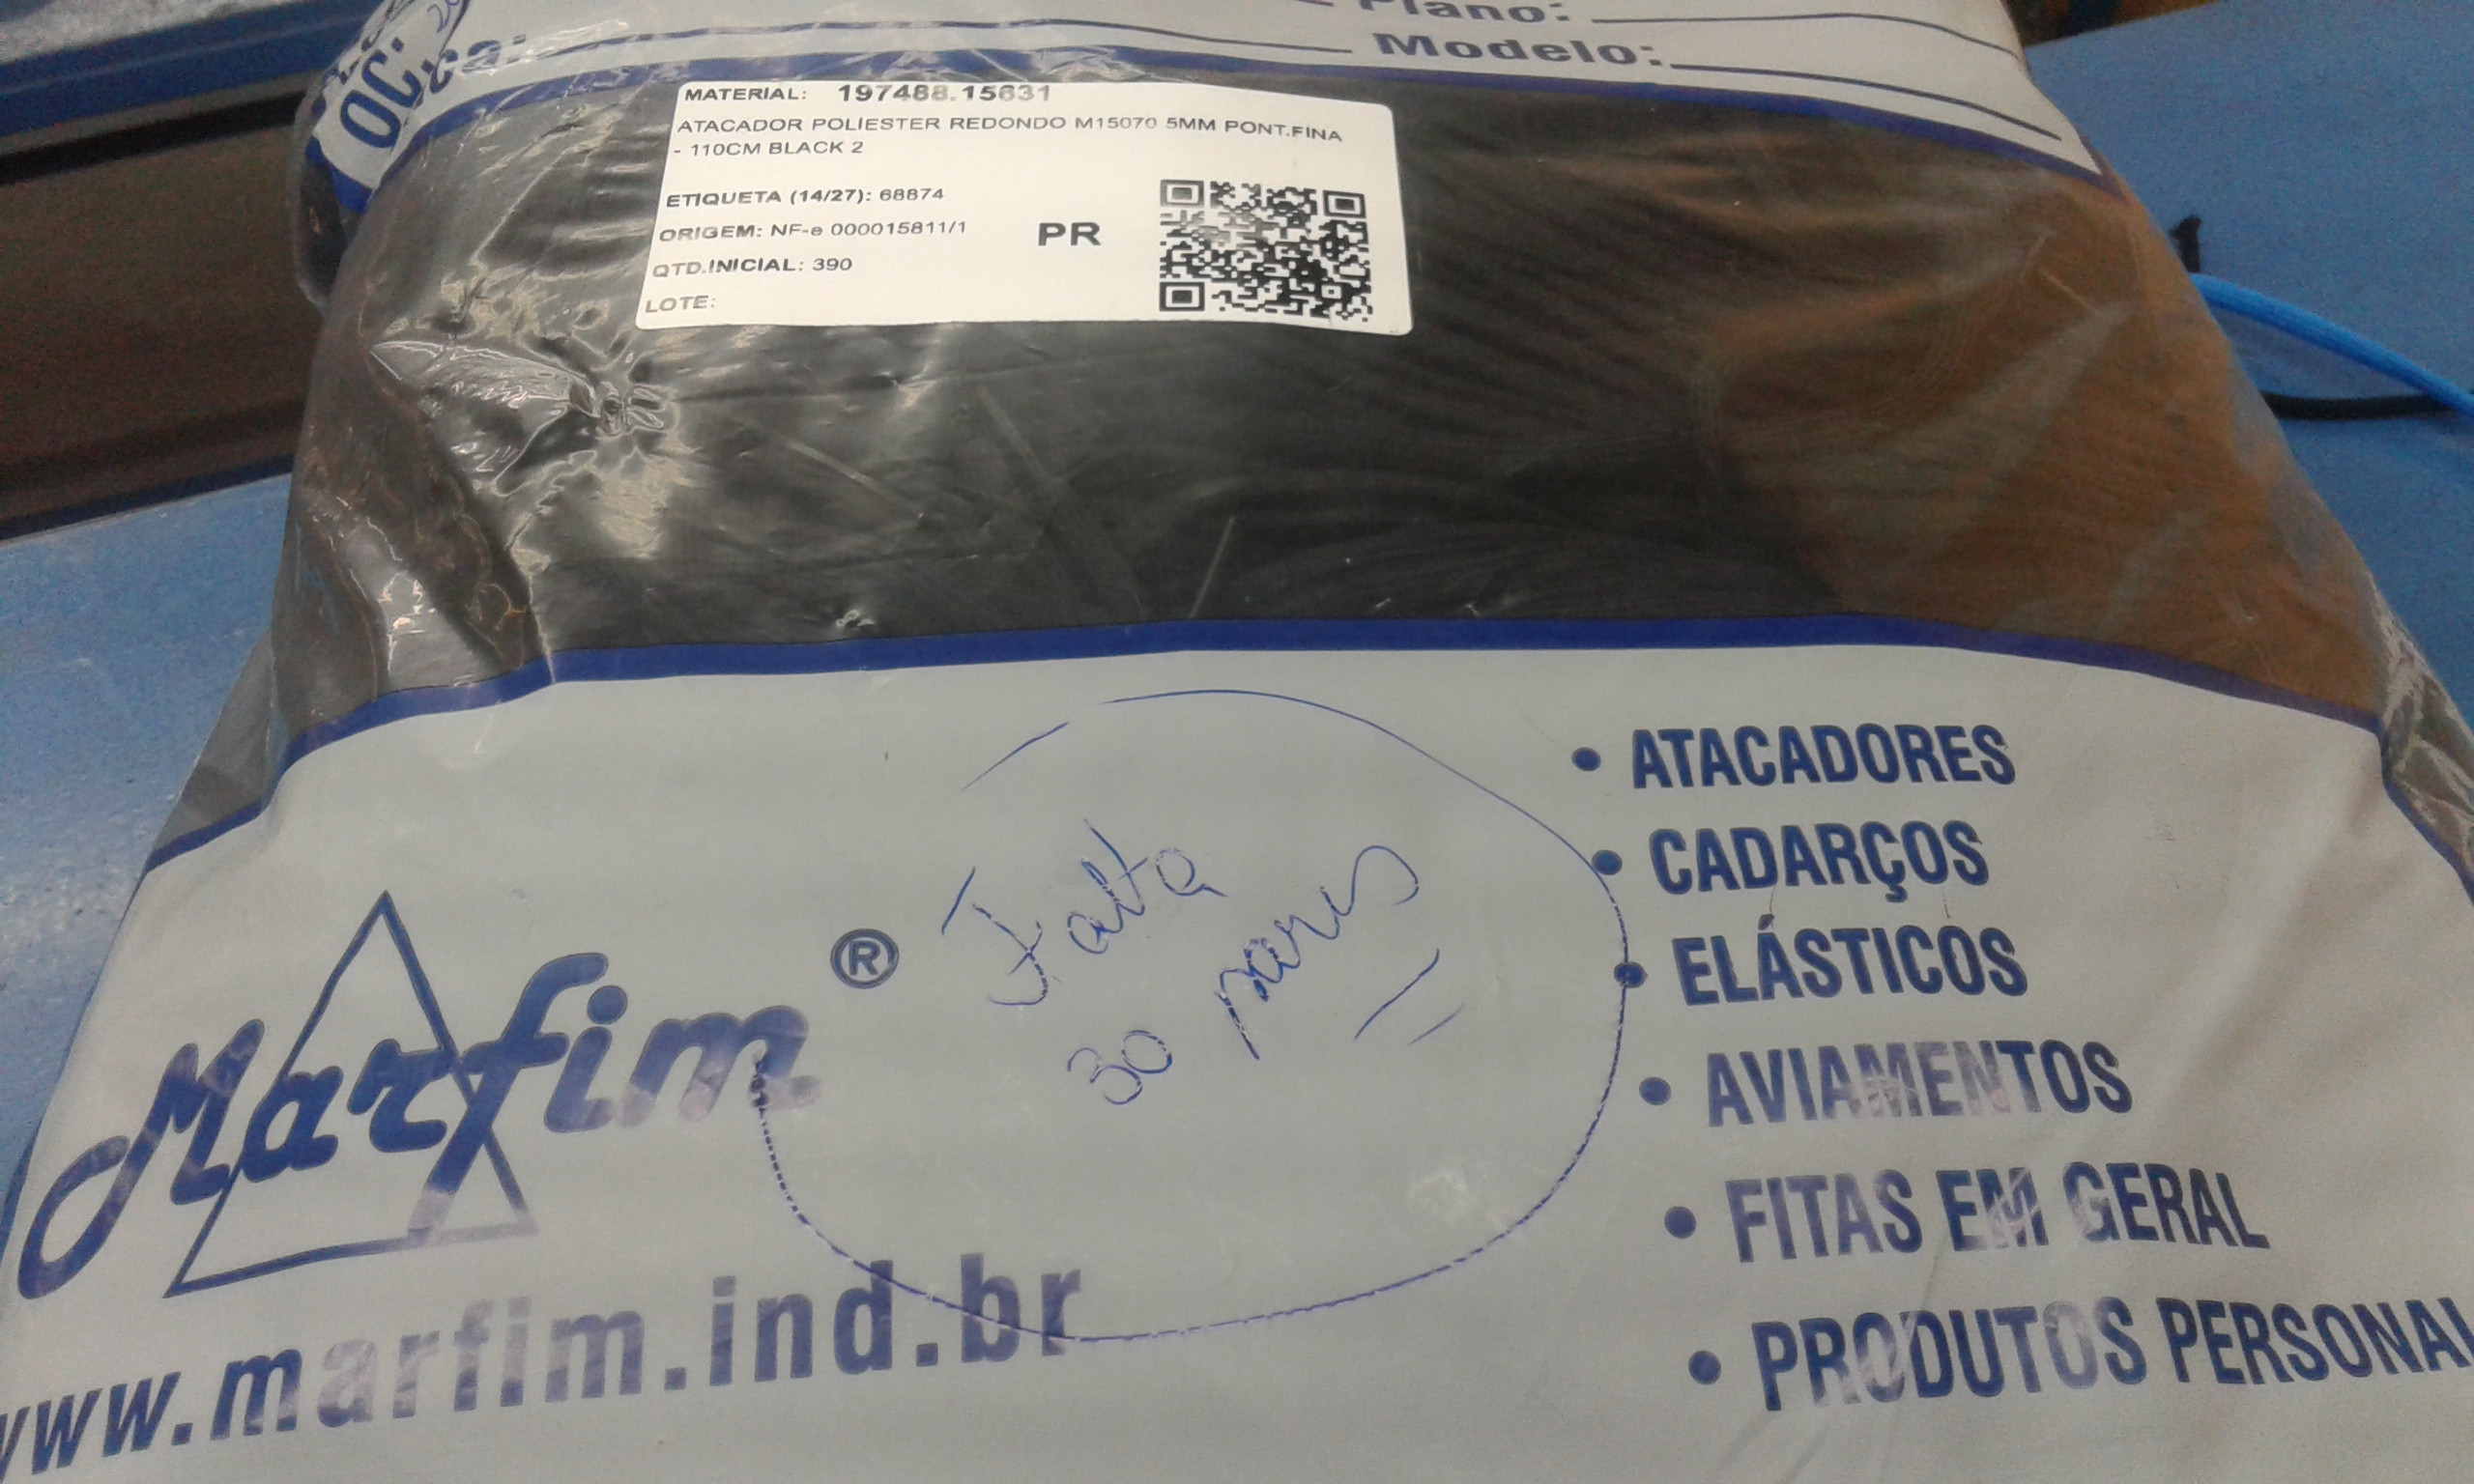 Plano:
Modelo:
OC:
MATERIAL: 197488.15631
ATACADOR POLIESTER REDONDO M15070 5MM PONT.FINA
- 110CM BLACK 2
ETIQUETA (14/27): 68874
ORIGEM: NF-e 000015811/1
PR
QTD.INICIAL: 390
LOTE:
Falta
30 pares
Marfim ®
www.marfim.ind.br
• ATACADORES
• CADARÇOS
• ELÁSTICOS
• AVIAMENTOS
• FITAS EM GERAL
• PRODUTOS PERSONAL